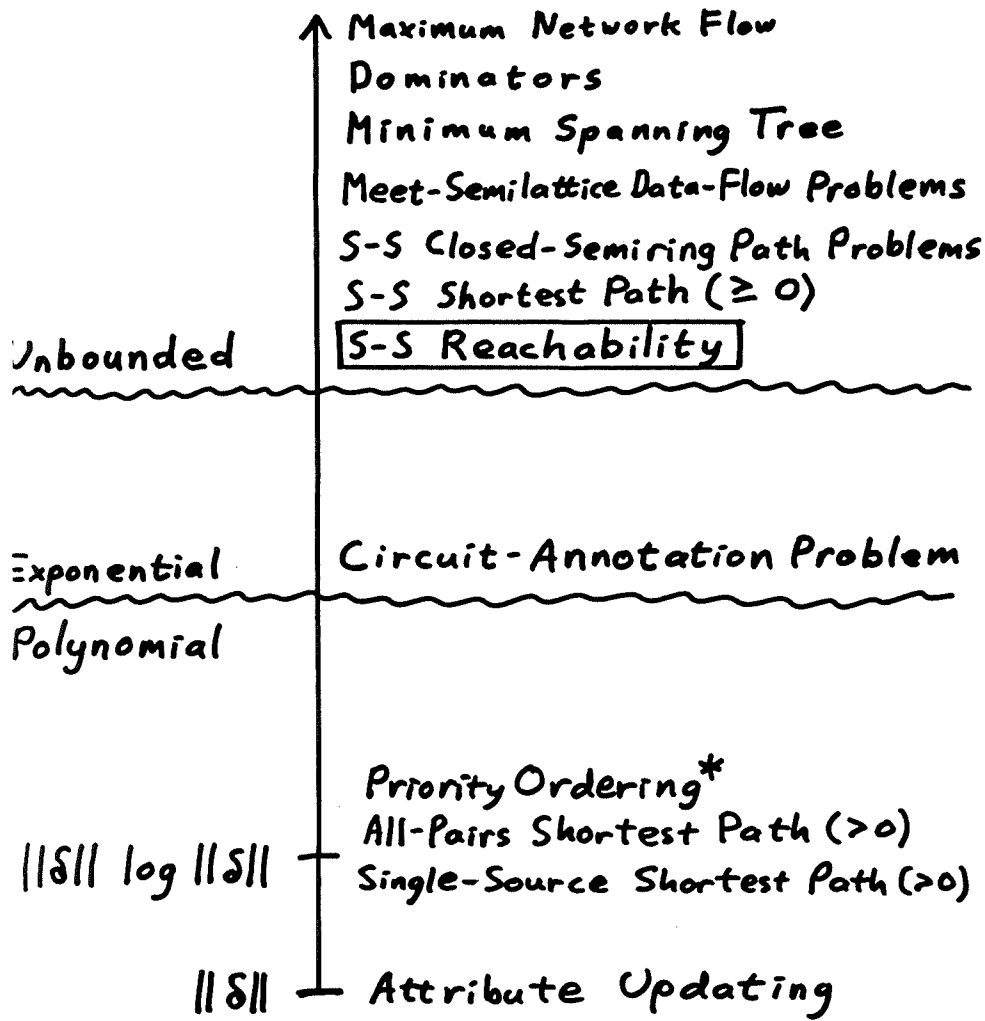 Maximum Network Flow
Dominators
Minimum Spanning Tree
Meet-Semilattice Data-Flow Problems
S-S Closed-Semiring Path Problems
S-S Shortest Path (≥ 0)
Unbounded S-S Reachability
Exponential Circuit-Annotation Problem
Polynomial
Priority Ordering*
All-Pairs Shortest Path (>0)
||δ|| log ||δ||
Single-Source Shortest Path (>0)
||δ|| Attribute Updating